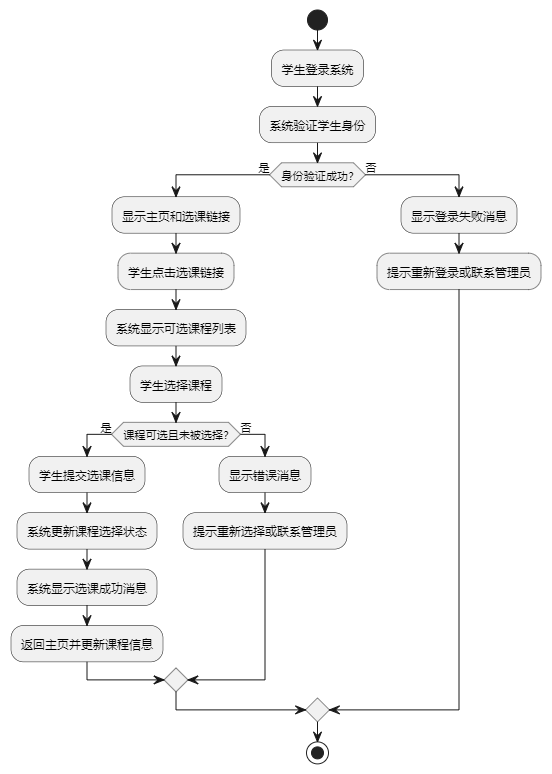 学生登录系统
系统验证学生身份
是
身份验证成功?
否
显示主页和选课链接
显示登录失败消息
学生点击选课链接
提示重新登录或联系管理员
系统显示可选课程列表
学生选择课程
是
课程可选且未被选择?
否
学生提交选课信息
显示错误消息
系统更新课程选择状态
提示重新选择或联系管理员
系统显示选课成功消息
返回主页并更新课程信息